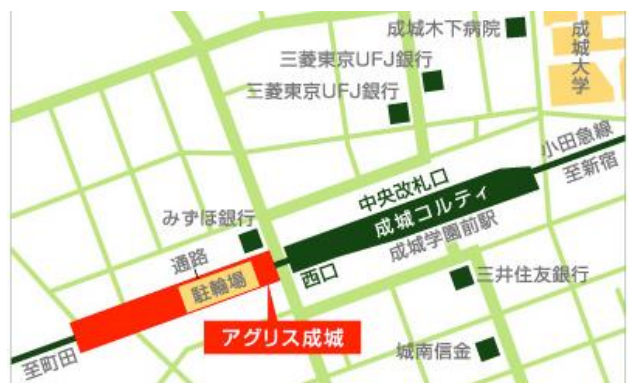 成城木下病院
成城大学
三菱東京UFJ銀行
三菱東京UFJ銀行
小田急線
至新宿
中央改札口
成城コルティ
成城学園前駅
みずほ銀行
通路
西口
三井住友銀行
駐輪場
アグリス成城
城南信金
至町田